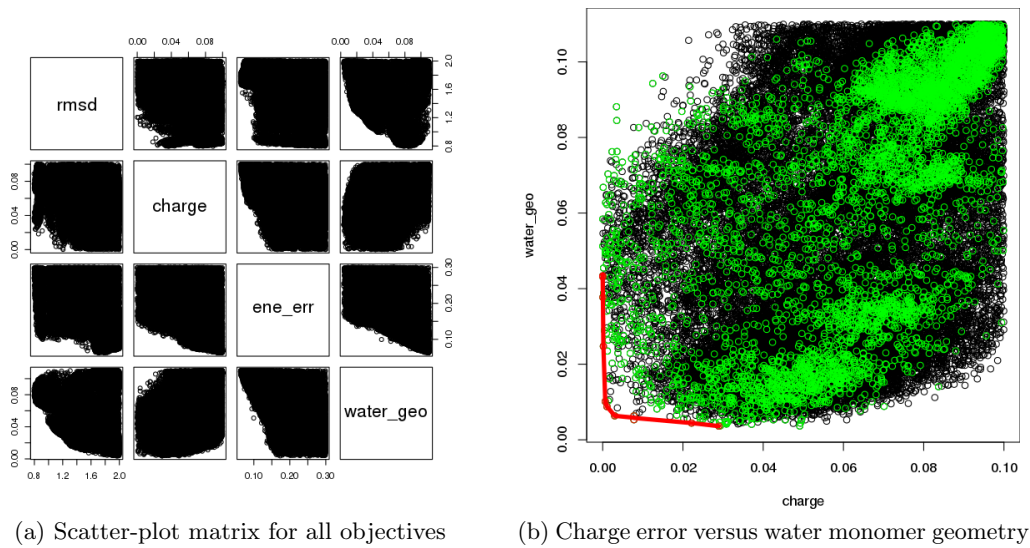 0.00 0.04 0.10
0.00 0.04 0.10
rmsd
0.8 1.2 1.6 2.0
0.00 0.04 0.08
charge
ene_err
0.10 0.20 0.30
0.00 0.04 0.08
water_geo
0.8 1.2 1.6 2.0
0.10 0.20 0.30
(a) Scatter-plot matrix for all objectives
water_geo
0.10
0.08
0.06
0.04
0.02
0.00
0.00 0.02 0.04 0.06 0.08 0.10
charge
(b) Charge error versus water monomer geometry